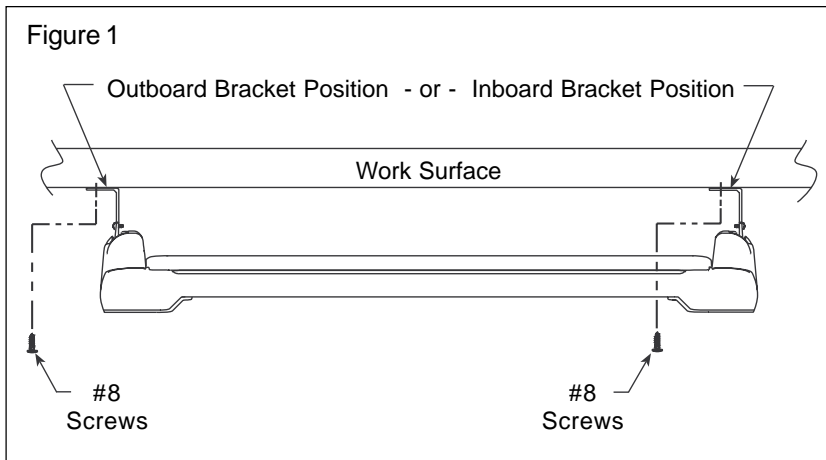 Figure 1
Outboard Bracket Position - or - Inboard Bracket Position
Work Surface
#8
Screws
#8
Screws